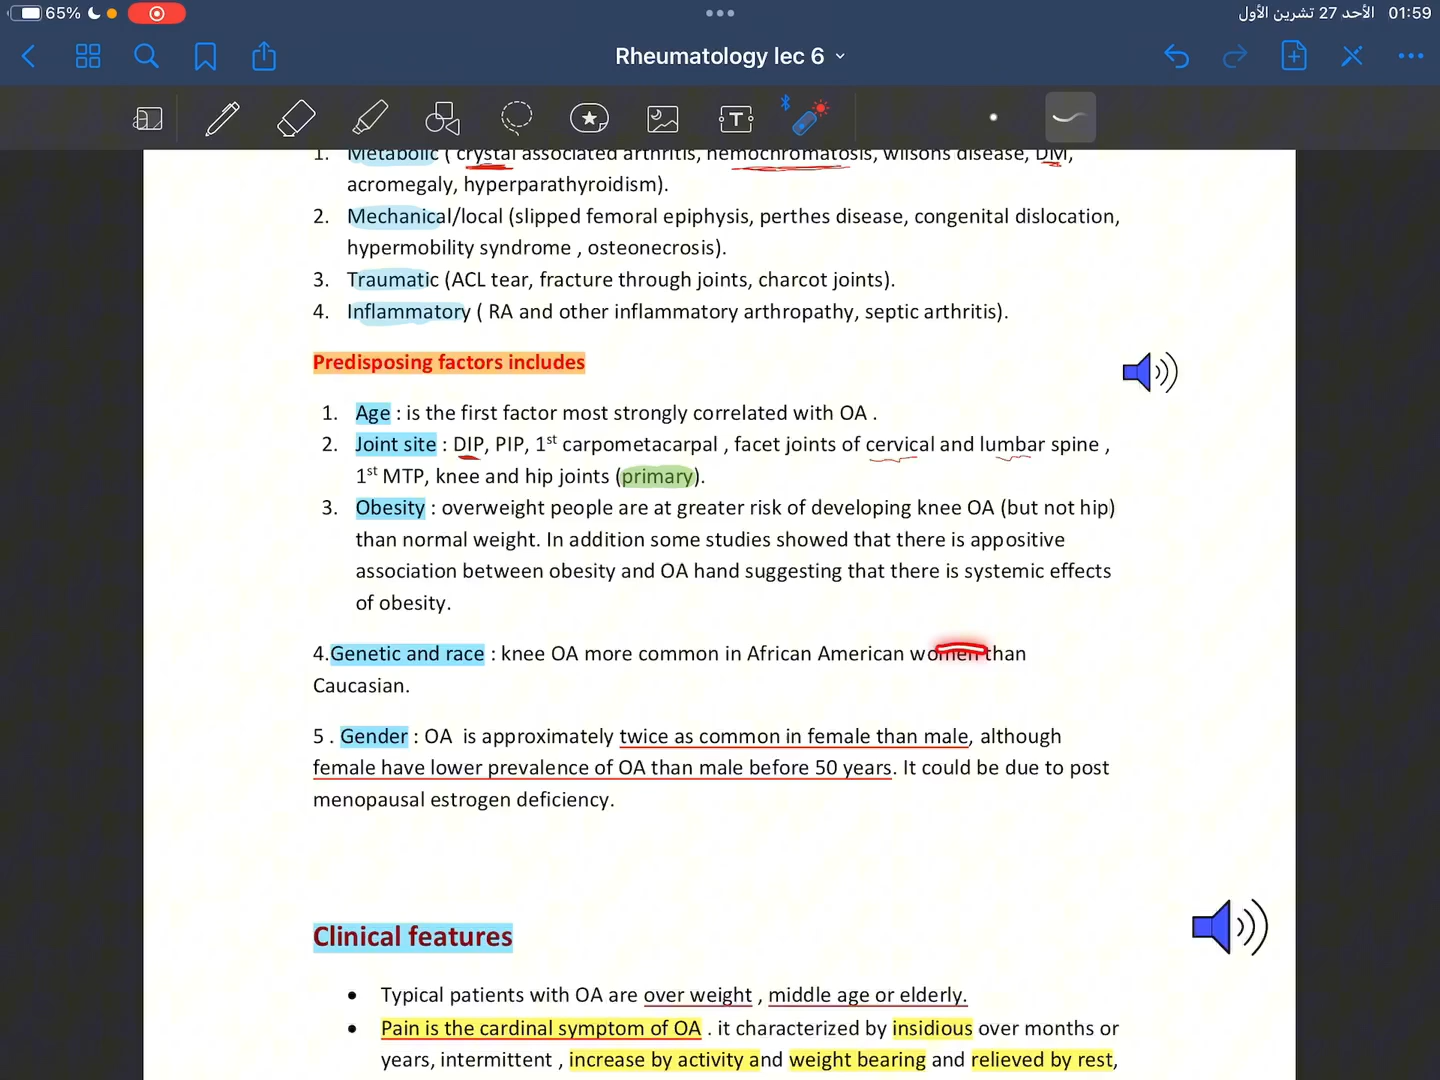 65%
الأحد 27 تشرين الأول 01:59
Rheumatology lec 6
T
1. Metabolic ( crystal associated arthritis, hemochromatosis, wilsons disease, DM,
acromegaly, hyperparathyroidism).
2. Mechanical/local (slipped femoral epiphysis, perthes disease, congenital dislocation,
hypermobility syndrome , osteonecrosis).
3. Traumatic (ACL tear, fracture through joints, charcot joints).
4. Inflammatory ( RA and other inflammatory arthropathy, septic arthritis).
Predisposing factors includes
1. Age : is the first factor most strongly correlated with OA .
2. Joint site : DIP, PIP, 1st carpometacarpal , facet joints of cervical and lumbar spine ,
1st MTP, knee and hip joints (primary).
3. Obesity : overweight people are at greater risk of developing knee OA (but not hip)
than normal weight. In addition some studies showed that there is appositive
association between obesity and OA hand suggesting that there is systemic effects
of obesity.
4.Genetic and race : knee OA more common in African American women than
Caucasian.
5 . Gender : OA is approximately twice as common in female than male, although
female have lower prevalence of OA than male before 50 years. It could be due to post
menopausal estrogen deficiency.
Clinical features
• Typical patients with OA are over weight , middle age or elderly.
• Pain is the cardinal symptom of OA . it characterized by insidious over months or
years, intermittent , increase by activity and weight bearing and relieved by rest,